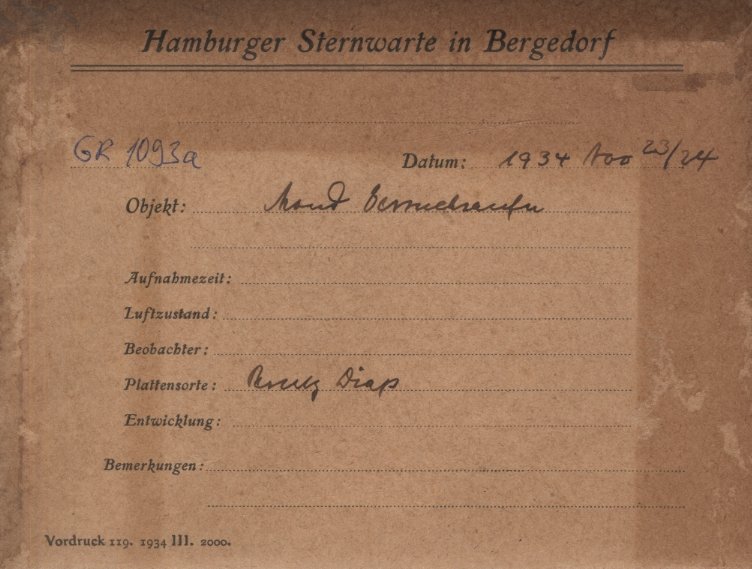 Hamburger Sternwarte in Bergedorf
GR 1093a
Datum: 1934 Nov 23/24
Objekt: Mond
Aufnahmezeit:
Luftzustand:
Beobachter:
Plattensorte: Perutz Diap
Entwicklung:
Bemerkungen:
Vordruck 119. 1934 III. 2000.